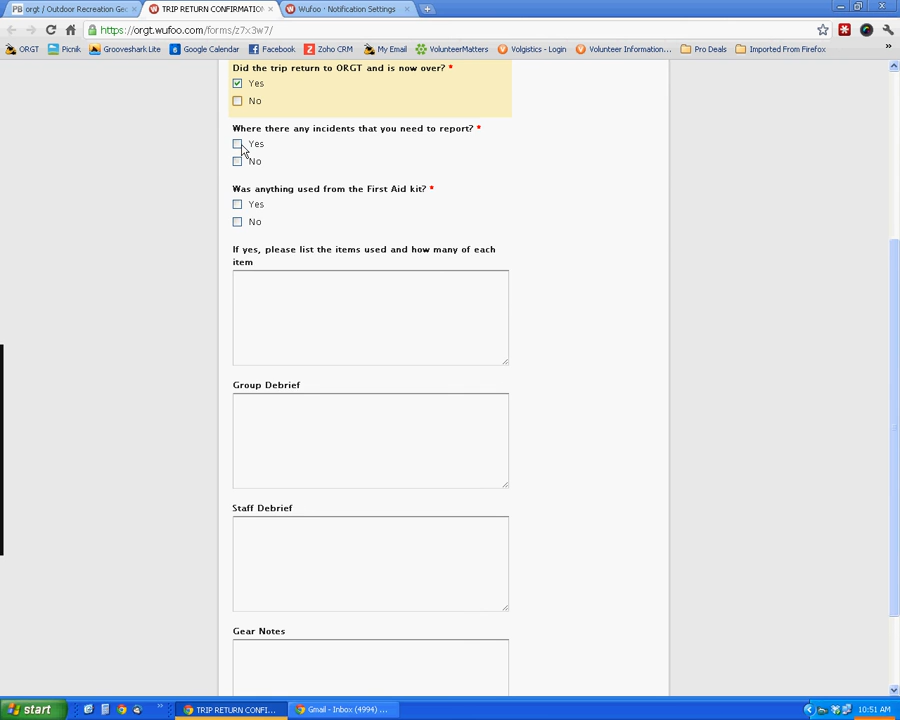 orgt / Outdoor Recreation Geo
TRIP RETURN CONFIRMATIO
Wufoo · Notification Settings
https://orgt.wufoo.com/forms/z7x3w7/
ORGT
Picnik
Grooveshark Lite
Google Calendar
Facebook
Zoho CRM
My Email
VolunteerMatters
Volgistics - Login
Volunteer Information...
Pro Deals
Imported From Firefox
Did the trip return to ORGT and is now over? *
Yes
No
Where there any incidents that you need to report? *
Yes
No
Was anything used from the First Aid kit? *
Yes
No
If yes, please list the items used and how many of each
item
Group Debrief
Staff Debrief
Gear Notes
start
TRIP RETURN CONFI...
Gmail - Inbox (4994) ...
10:51 AM